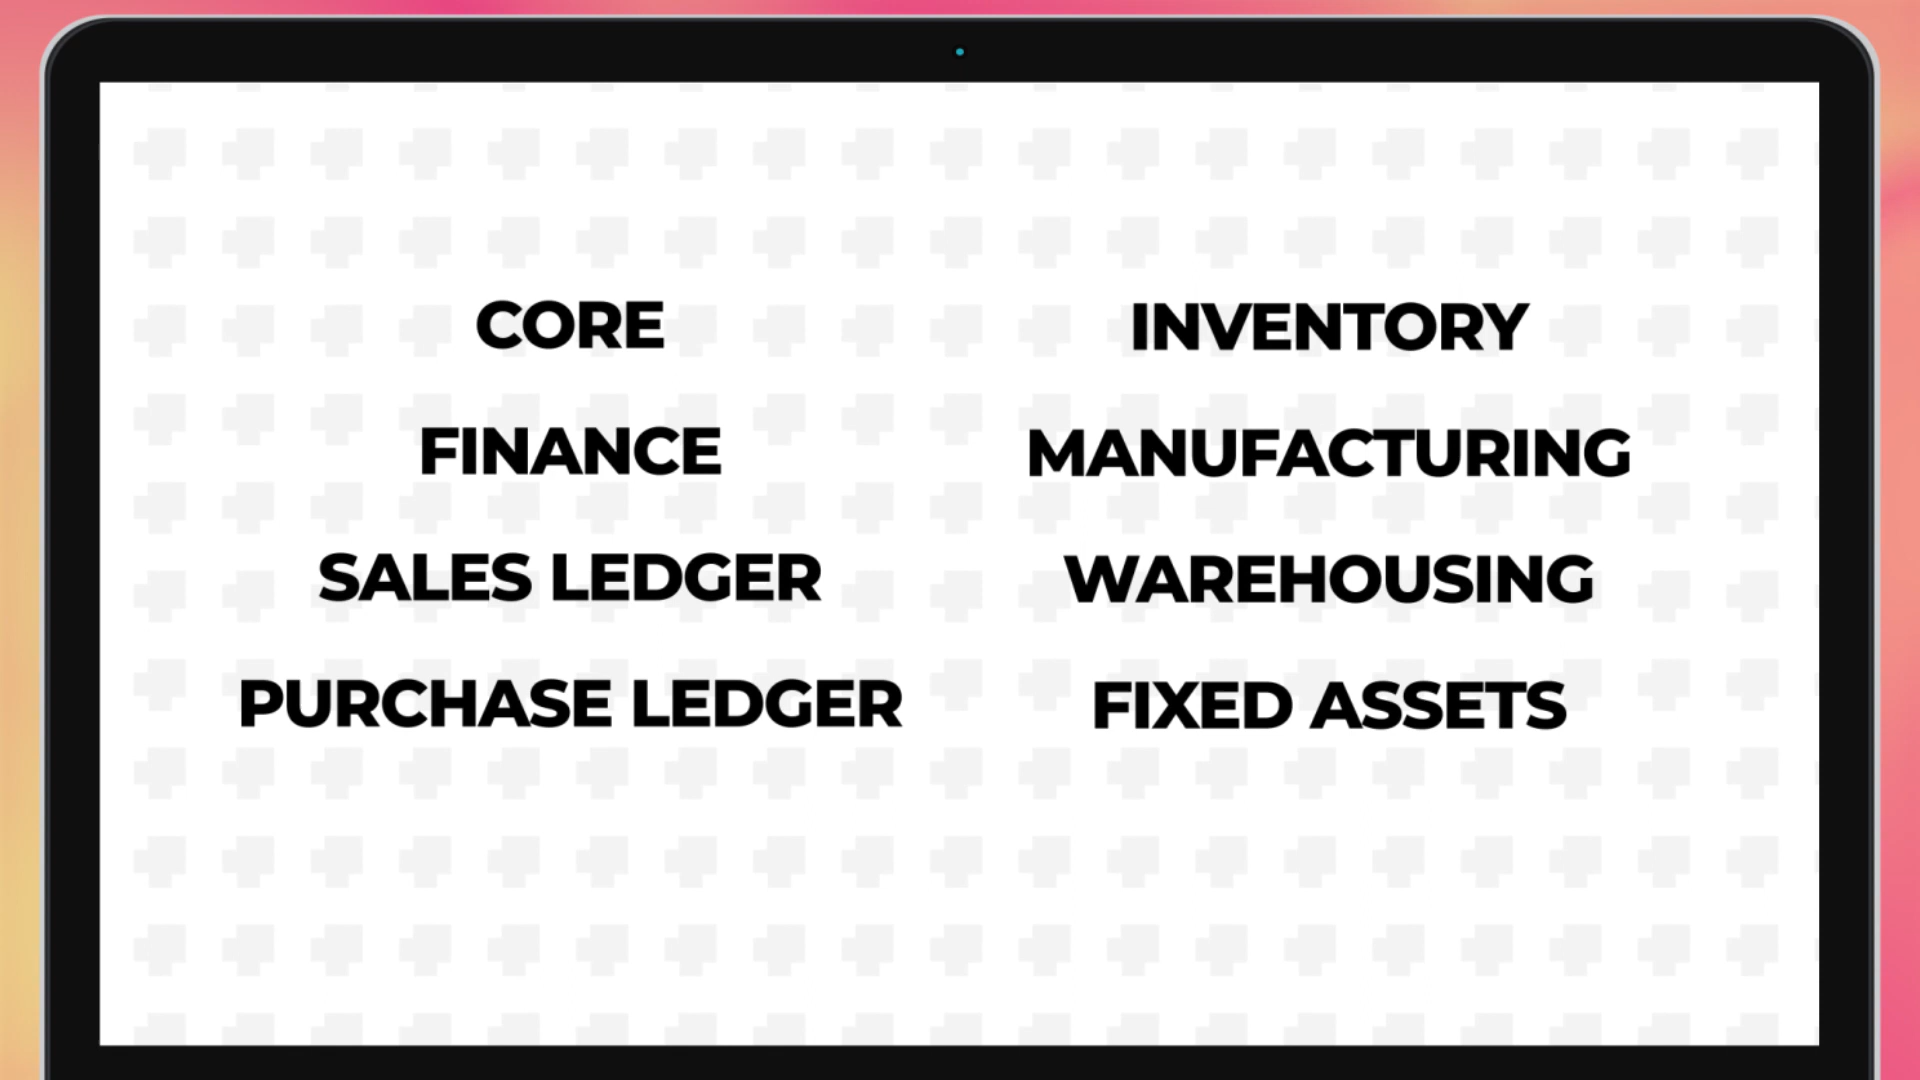 CORE
FINANCE
SALES LEDGER
PURCHASE LEDGER
INVENTORY
MANUFACTURING
WAREHOUSING
FIXED ASSETS